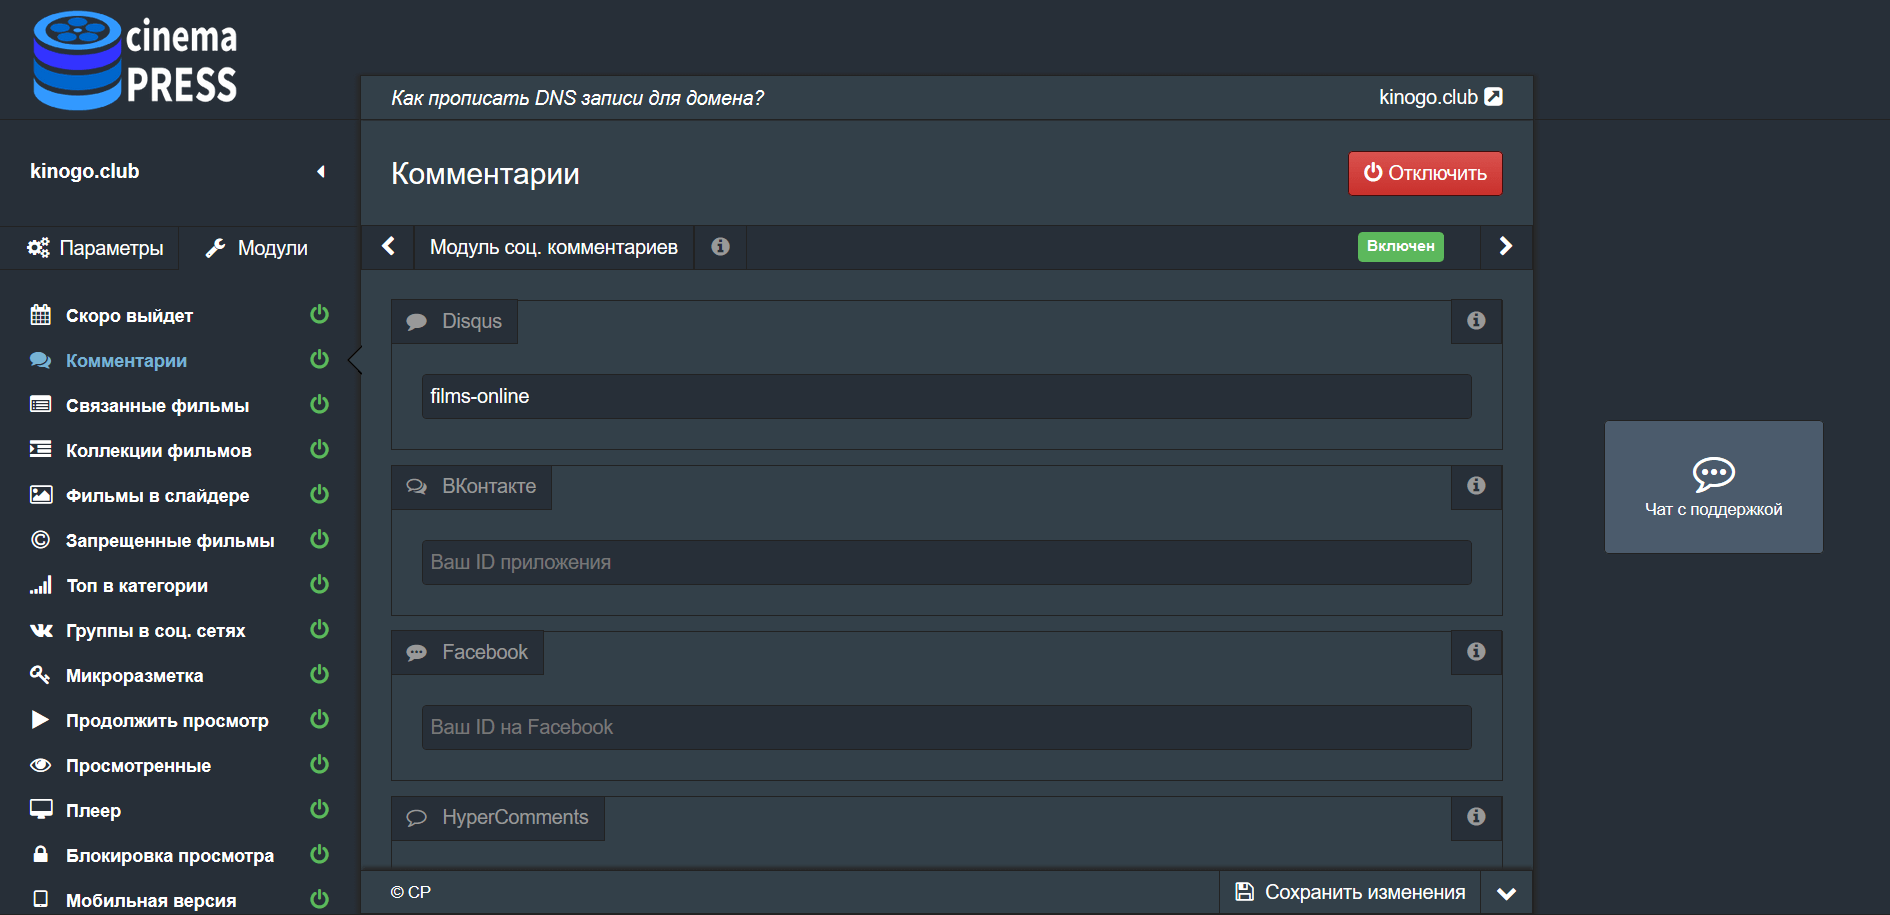 cinema
PRESS
Как прописать DNS записи для домена?
kinogo.club
kinogo.club
Комментарии
Отключить
Параметры
Модули
Модуль соц. комментариев
Включен
Скоро выйдет
Комментарии
Связанные фильмы
Коллекции фильмов
Фильмы в слайдере
Запрещенные фильмы
Топ в категории
Группы в соц. сетях
Микроразметка
Продолжить просмотр
Просмотренные
Плеер
Блокировка просмотра
Мобильная версия
Disqus
films-online
ВКонтакте
Ваш ID приложения
Facebook
Ваш ID на Facebook
HyperComments
Чат с поддержкой
© CP
Сохранить изменения